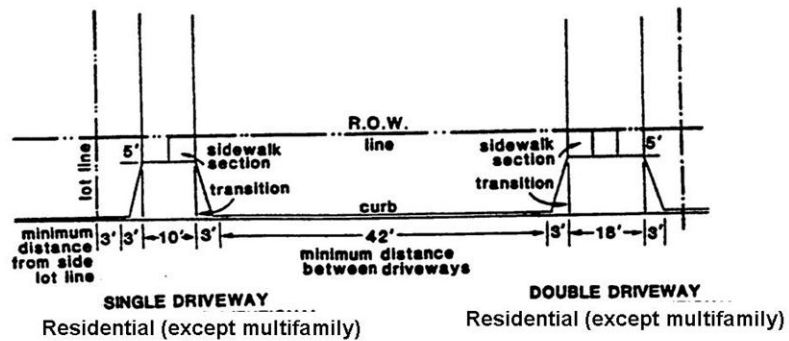 R.O.W.
line
lot line
5'
sidewalk
section
transition
sidewalk
section
5'
transition
curb
minimum
distance
from side
lot line
3' 3' 10' 3' 42' 3' 18' 3'
minimum distance
between driveways
SINGLE DRIVEWAY
Residential (except multifamily)
DOUBLE DRIVEWAY
Residential (except multifamily)